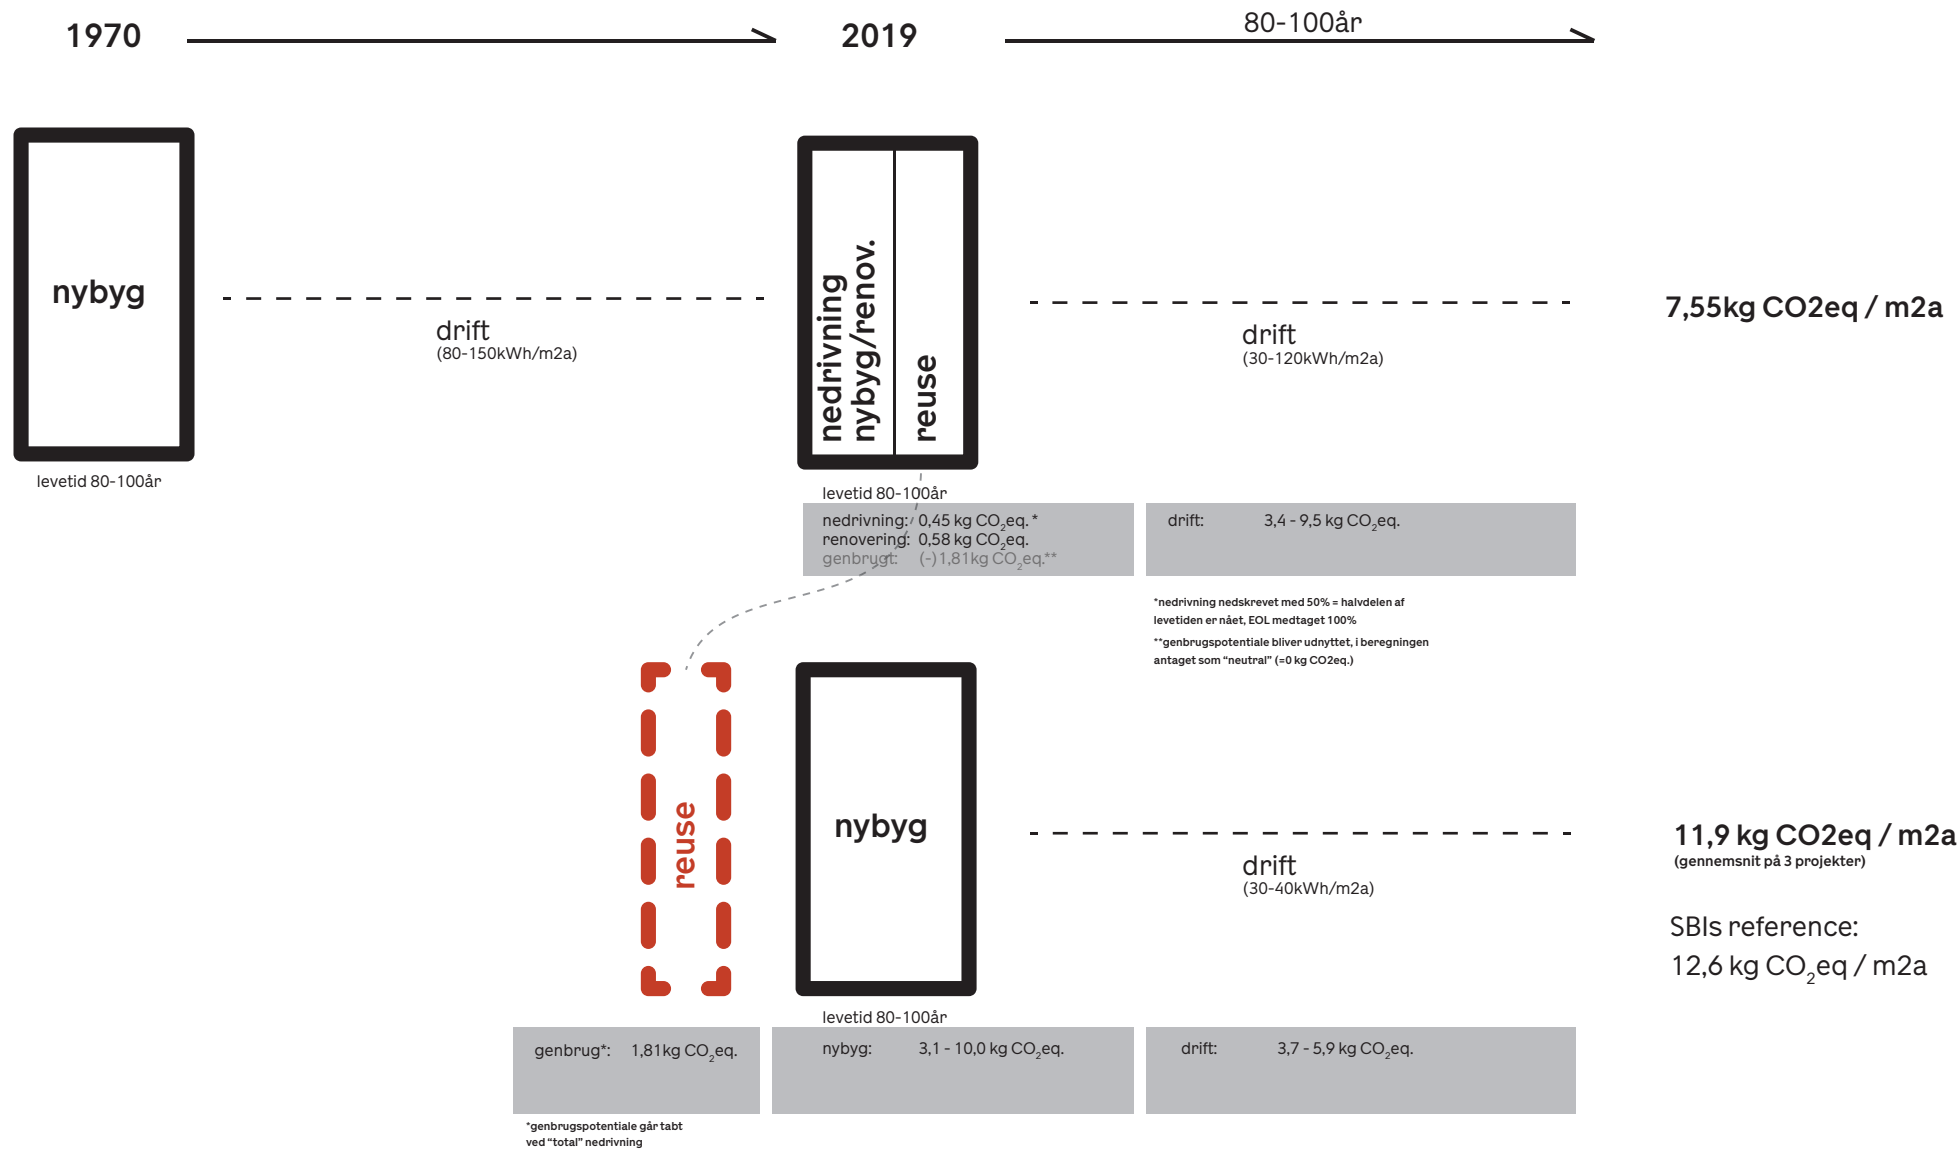 1970
2019
80-100år
nybyg
levetid 80-100år
drift
(80-150kWh/m2a)
nedrivning
nybyg/renov.
reuse
levetid 80-100år
drift
(30-120kWh/m2a)
7,55kg CO2eq / m2a
nedrivning: 0,45 kg CO2eq. *
renovering: 0,58 kg CO2eq.
genbrugt: (-)1,81kg CO2eq.**
drift: 3,4 - 9,5 kg CO2eq.
*nedrivning nedskrevet med 50% = halvdelen af
levetiden er nået, EOL medtaget 100%
**genbrugspotentiale bliver udnyttet, i beregningen
antaget som “neutral” (=0 kg CO2eq.)
reuse
nybyg
levetid 80-100år
drift
(30-40kWh/m2a)
11,9 kg CO2eq / m2a
(gennemsnit på 3 projekter)
SBIs reference:
12,6 kg CO2eq / m2a
genbrug*: 1,81kg CO2eq.
nybyg: 3,1 - 10,0 kg CO2eq.
drift: 3,7 - 5,9 kg CO2eq.
*genbrugspotentiale går tabt
ved “total” nedrivning